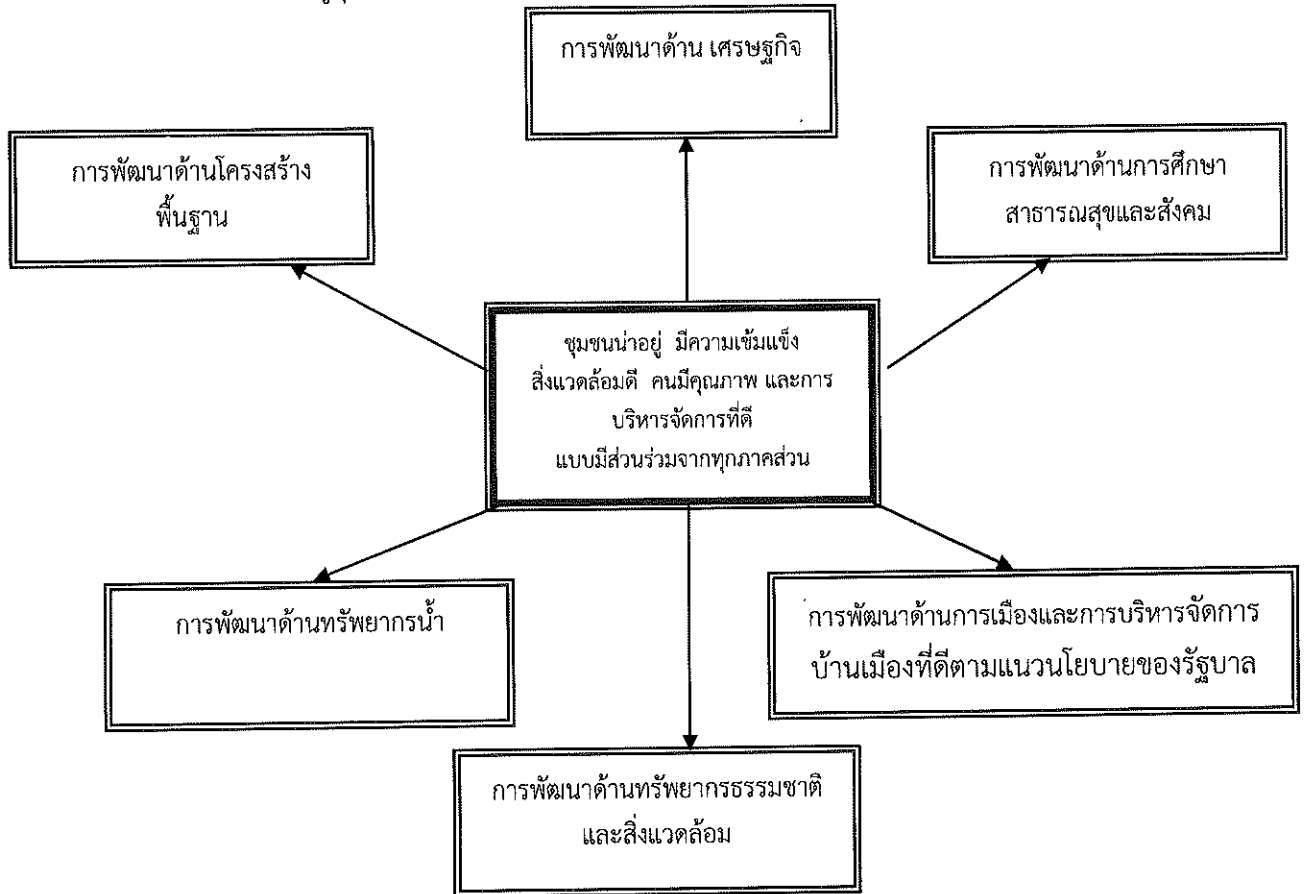 การพัฒนาด้าน เศรษฐกิจ
การพัฒนาด้านโครงสร้าง
พื้นฐาน
การพัฒนาด้านการศึกษา
สาธารณสุขและสังคม
ชุมชนน่าอยู่ มีความเข้มแข็ง
สิ่งแวดล้อมดี คนมีคุณภาพ และการ
บริหารจัดการที่ดี
แบบมีส่วนร่วมจากทุกภาคส่วน
การพัฒนาด้านทรัพยากรน้ำ
การพัฒนาด้านการเมืองและการบริหารจัดการ
บ้านเมืองที่ดีตามแนวนโยบายของรัฐบาล
การพัฒนาด้านทรัพยากรธรรมชาติ
และสิ่งแวดล้อม